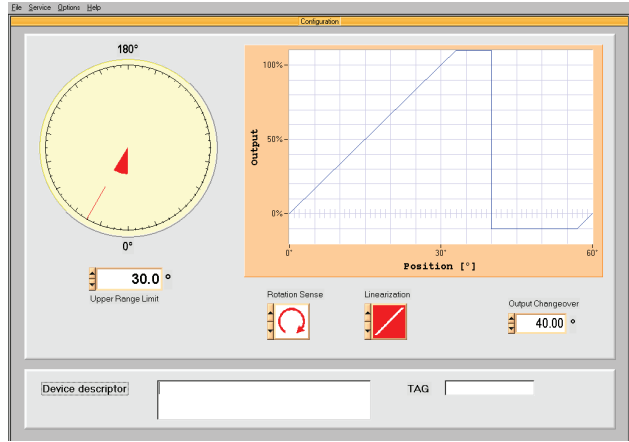 File Service Options Help
Configuration
180°
0°
30.0 °
Upper Range Limit
Output
100%
50%
0%
0° 30° 60°
Position [°]
Rotation Sense
Linearization
Output Changeover
40.00 °
Device descriptor
TAG